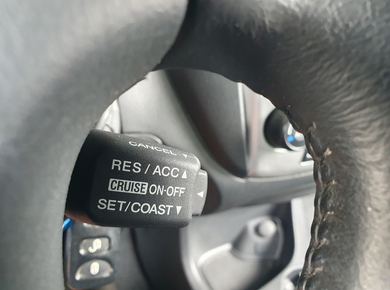 CANCEL ▼
RES / ACC ▲
CRUISE ON·OFF ◄
SET/COAST ▼